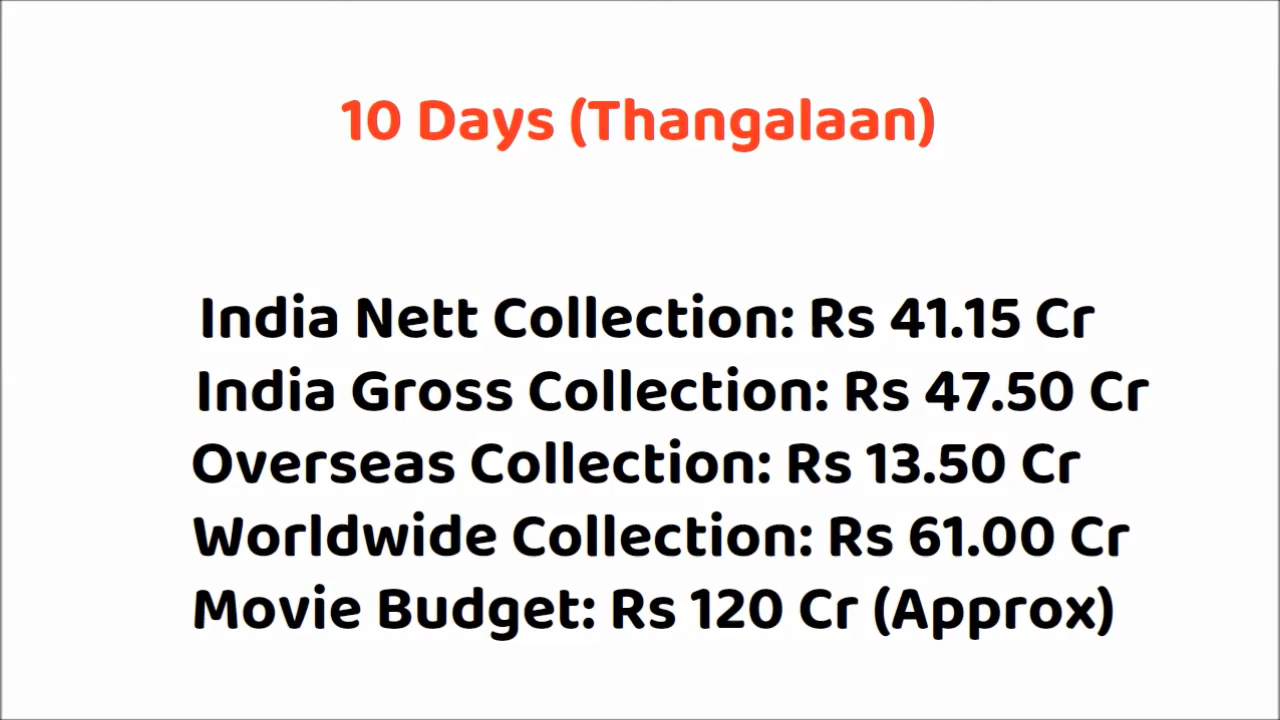 10 Days (Thangalaan)
India Nett Collection: Rs 41.15 Cr
India Gross Collection: Rs 47.50 Cr
Overseas Collection: Rs 13.50 Cr
Worldwide Collection: Rs 61.00 Cr
Movie Budget: Rs 120 Cr (Approx)